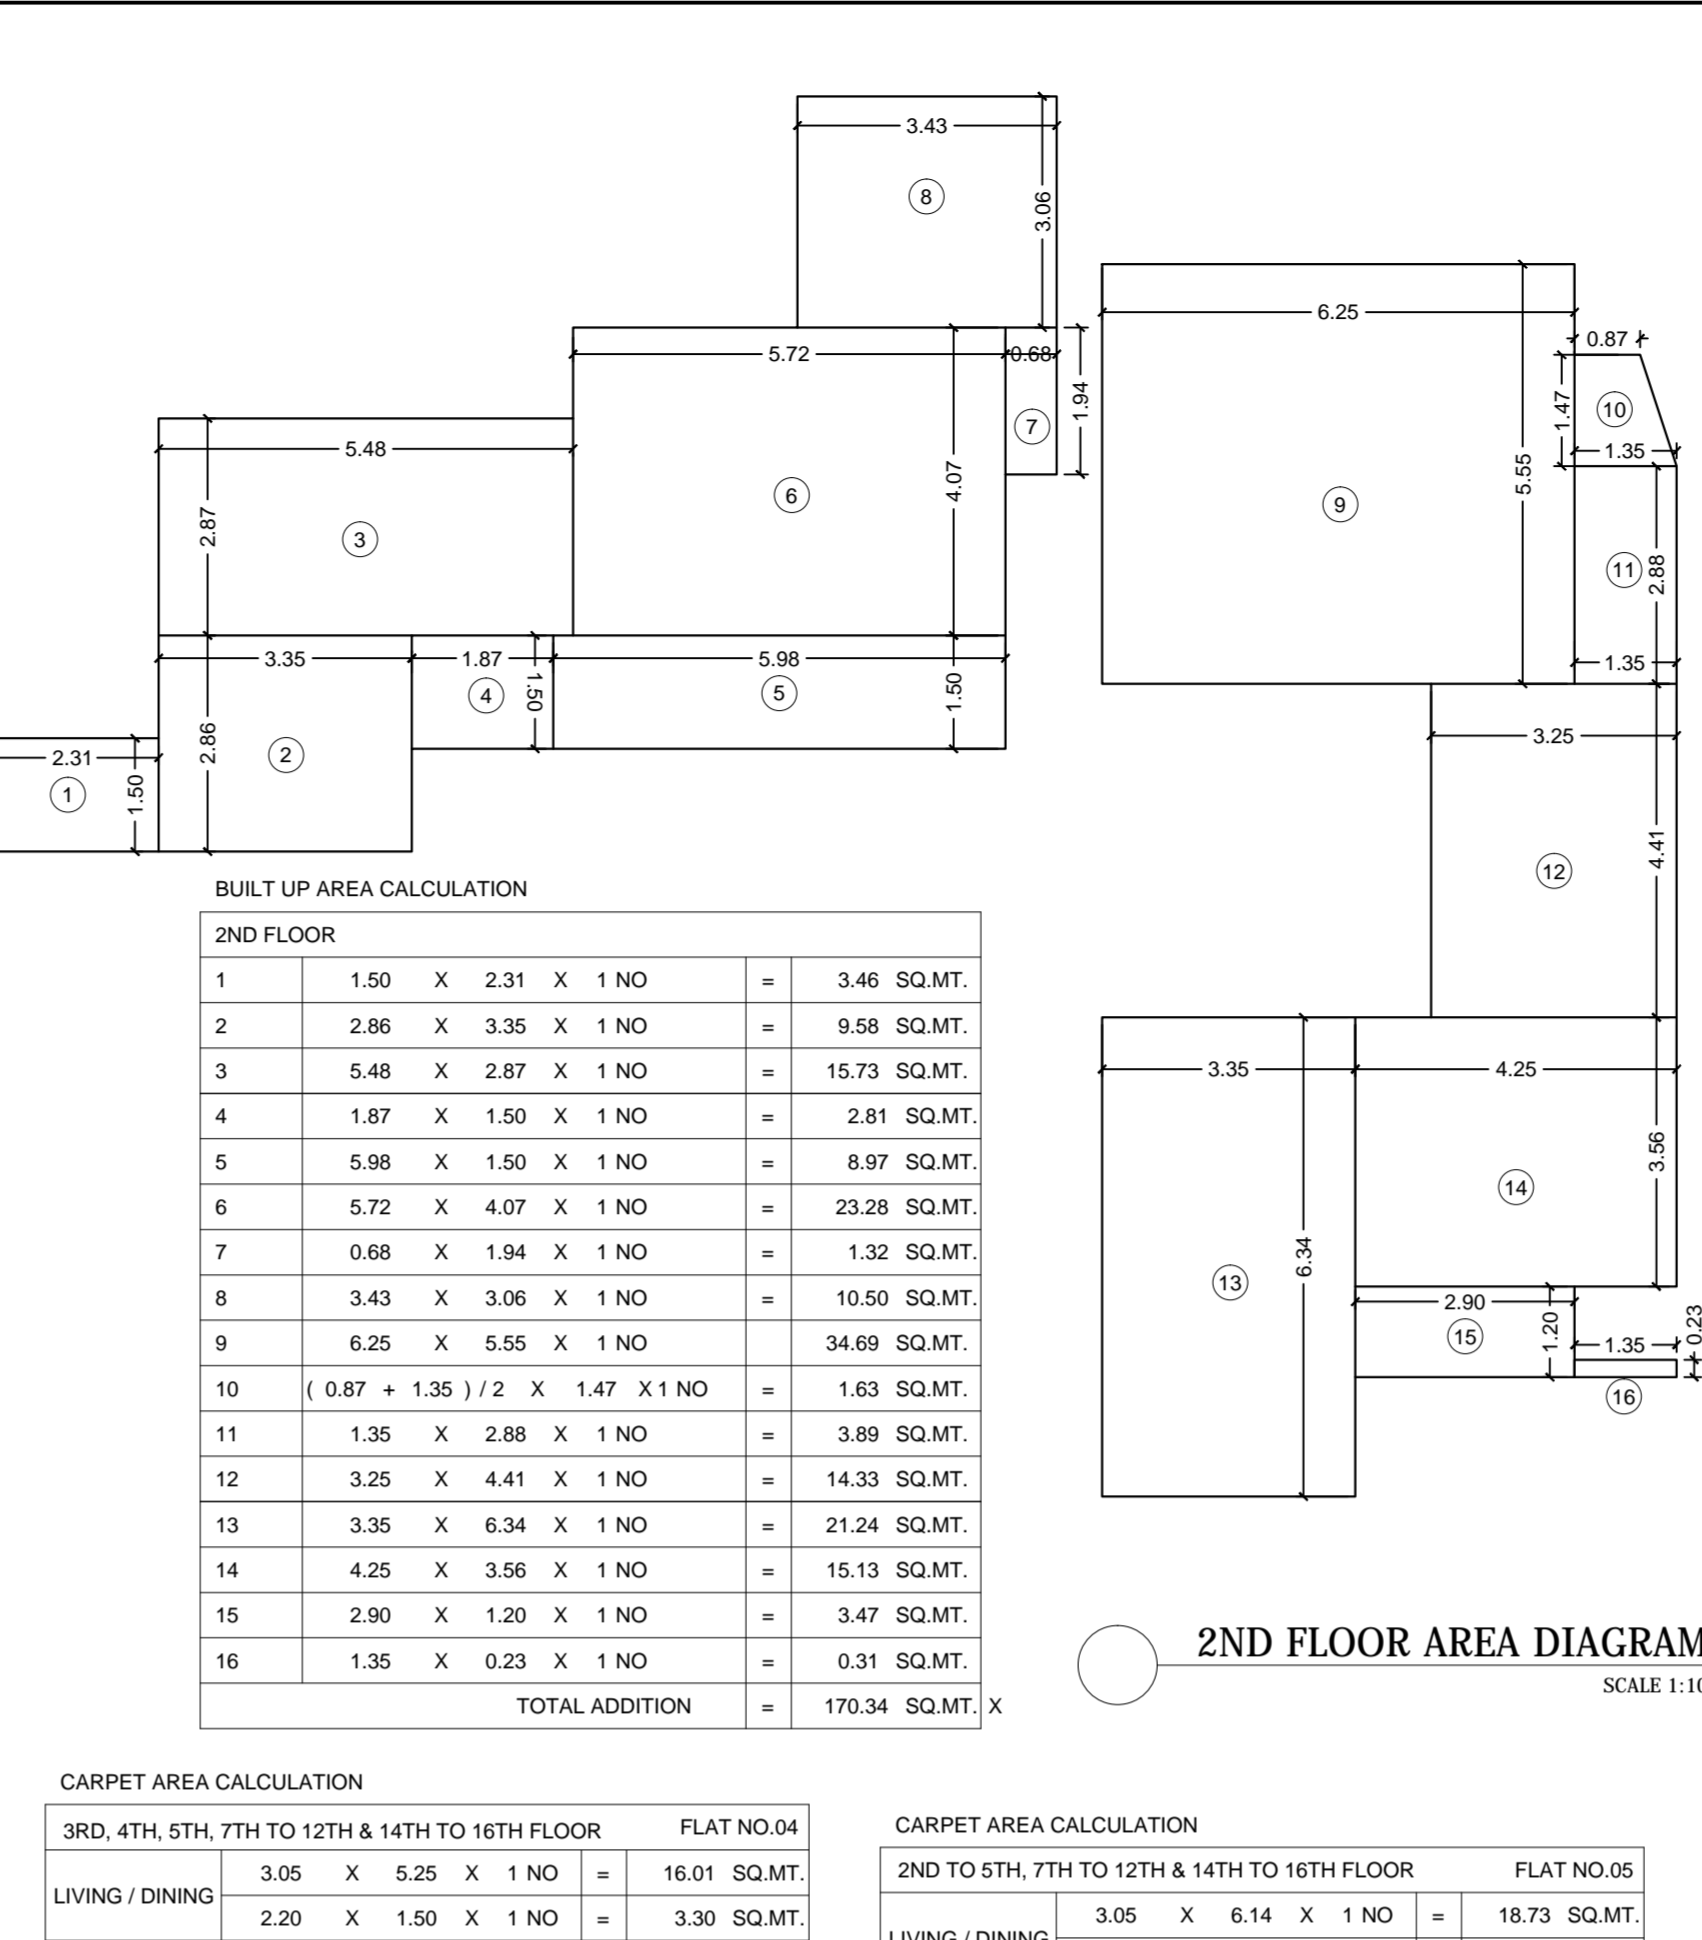 3.43
8
3.06
6.25
0.87
5.72
0.68
1.94
1.47
10
7
5.48
1.35
4.07
5.55
6
9
2.87
3
11
2.88
3.35
1.87
5.98
1.35
1.50
4
5
1.50
3.25
2.31
2.86
2
1
1.50
4.41
12
BUILT UP AREA CALCULATION
2ND FLOOR
1 1.50 X 2.31 X 1 NO = 3.46 SQ.MT.
2 2.86 X 3.35 X 1 NO = 9.58 SQ.MT.
3 5.48 X 2.87 X 1 NO = 15.73 SQ.MT.
4 1.87 X 1.50 X 1 NO = 2.81 SQ.MT.
5 5.98 X 1.50 X 1 NO = 8.97 SQ.MT.
6 5.72 X 4.07 X 1 NO = 23.28 SQ.MT.
7 0.68 X 1.94 X 1 NO = 1.32 SQ.MT.
8 3.43 X 3.06 X 1 NO = 10.50 SQ.MT.
9 6.25 X 5.55 X 1 NO 34.69 SQ.MT.
10 ( 0.87 + 1.35 ) / 2 X 1.47 X 1 NO = 1.63 SQ.MT.
11 1.35 X 2.88 X 1 NO = 3.89 SQ.MT.
12 3.25 X 4.41 X 1 NO = 14.33 SQ.MT.
13 3.35 X 6.34 X 1 NO = 21.24 SQ.MT.
14 4.25 X 3.56 X 1 NO = 15.13 SQ.MT.
15 2.90 X 1.20 X 1 NO = 3.47 SQ.MT.
16 1.35 X 0.23 X 1 NO = 0.31 SQ.MT.
TOTAL ADDITION = 170.34 SQ.MT. X
3.35
4.25
3.56
14
6.34
13
2.90
15
1.20
1.35
0.23
16
2ND FLOOR AREA DIAGRAM
SCALE 1:10
CARPET AREA CALCULATION
3RD, 4TH, 5TH, 7TH TO 12TH & 14TH TO 16TH FLOOR FLAT NO.04
LIVING / DINING
3.05 X 5.25 X 1 NO = 16.01 SQ.MT.
2.20 X 1.50 X 1 NO = 3.30 SQ.MT.
CARPET AREA CALCULATION
2ND TO 5TH, 7TH TO 12TH & 14TH TO 16TH FLOOR FLAT NO.05
3.05 X 6.14 X 1 NO = 18.73 SQ.MT.
LIVING / DINING